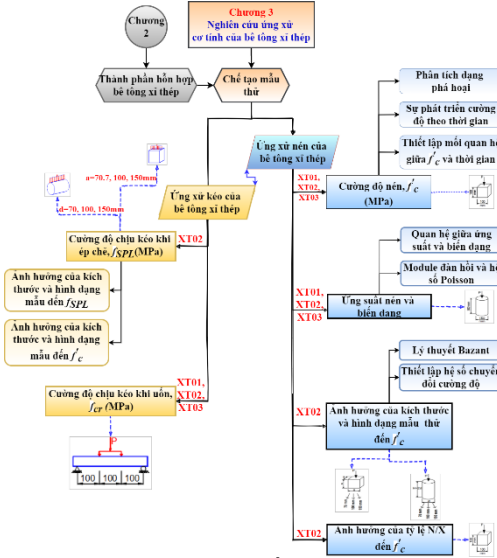 Chương
2
Chương 3
Nghiên cứu ứng xử
cơ tính của bê tông xỉ thép
Thành phần hỗn hợp
bê tông xỉ thép
Chế tạo mẫu
thử
Ứng xử nén của
bê tông xỉ thép
Ứng xử kéo của
bê tông xỉ thép
a=70.7, 100, 150mm
d=70, 100, 150mm
Cường độ chịu kéo khi
ép chẻ, fSPL(MPa)
XT02
Ảnh hưởng của kích
thước và hình dạng
mẫu đến fSPL
Ảnh hưởng của kích
thước và hình dạng
mẫu đến f'c
Cường độ chịu kéo khi uốn,
fcr (MPa)
XT01,
XT02,
XT03
P
100 100 100
Phân tích dạng
phá hoại
Sự phát triển cường
độ theo thời gian
Thiết lập mối quan hệ
giữa f'c và thời gian
XT01,
XT02,
XT03
Cường độ nén, f'c
(MPa)
Quan hệ giữa ứng
suất và biến dạng
Module đàn hồi và hệ
số Poisson
XT01,
XT02,
XT03
Ứng suất nén và
biến dang
Lý thuyết Bazant
Thiết lập hệ số chuyển
đổi cường độ
XT02
Ảnh hưởng của kích thước
và hình dạng mẫu thử
đến f'c
XT02
Ảnh hưởng của tỷ lệ N/X
đến f'c